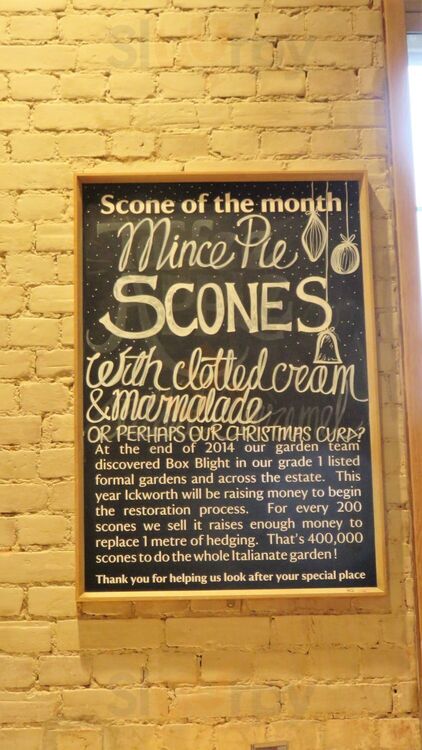 Scone of the month
Mince Pie
SCONES
With clotted cream
& Marmalade
OR PERHAPS OUR CHRISTMAS CURD?
At the end of 2014 our garden team
discovered Box Blight in our grade 1 listed
formal gardens and across the estate. This
year Ickworth will be raising money to begin
the restoration process. For every 200
scones we sell it raises enough money to
replace 1 metre of hedging. That's 400,000
scones to do the whole Italianate garden!
Thank you for helping us look after your special place